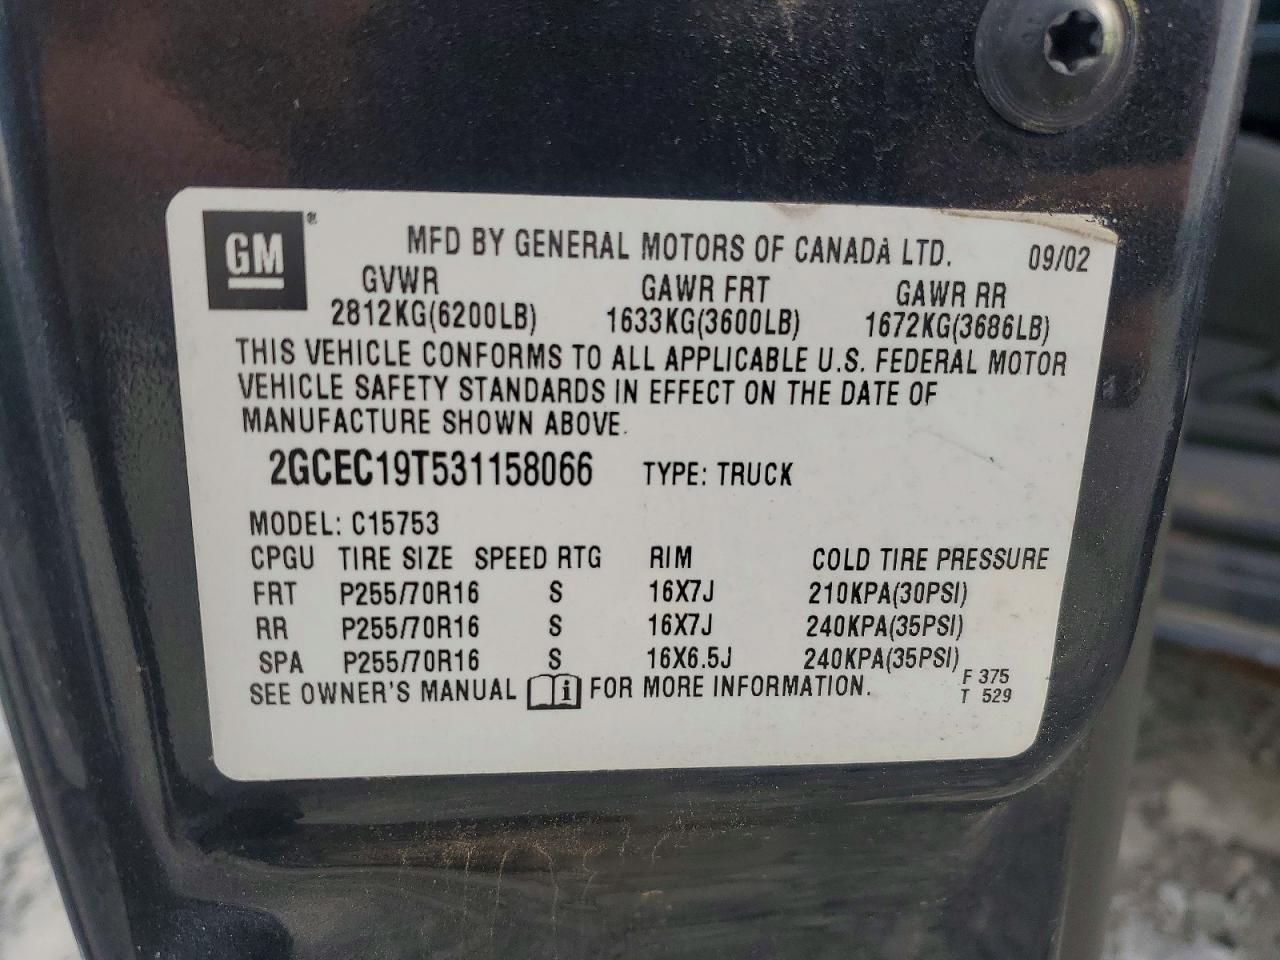 GM ®
MFD BY GENERAL MOTORS OF CANADA LTD. 09/02
GVWR GAWR FRT GAWR RR
2812KG(6200LB) 1633KG(3600LB) 1672KG(3686LB)
THIS VEHICLE CONFORMS TO ALL APPLICABLE U.S. FEDERAL MOTOR
VEHICLE SAFETY STANDARDS IN EFFECT ON THE DATE OF
MANUFACTURE SHOWN ABOVE.
2GCEC19T531158066 TYPE: TRUCK
MODEL: C15753
CPGU TIRE SIZE SPEED RTG RIM COLD TIRE PRESSURE
FRT P255/70R16 S 16X7J 210KPA(30PSI)
RR P255/70R16 S 16X7J 240KPA(35PSI)
SPA P255/70R16 S 16X6.5J 240KPA(35PSI)
SEE OWNER'S MANUAL i FOR MORE INFORMATION.
F 375
T 529